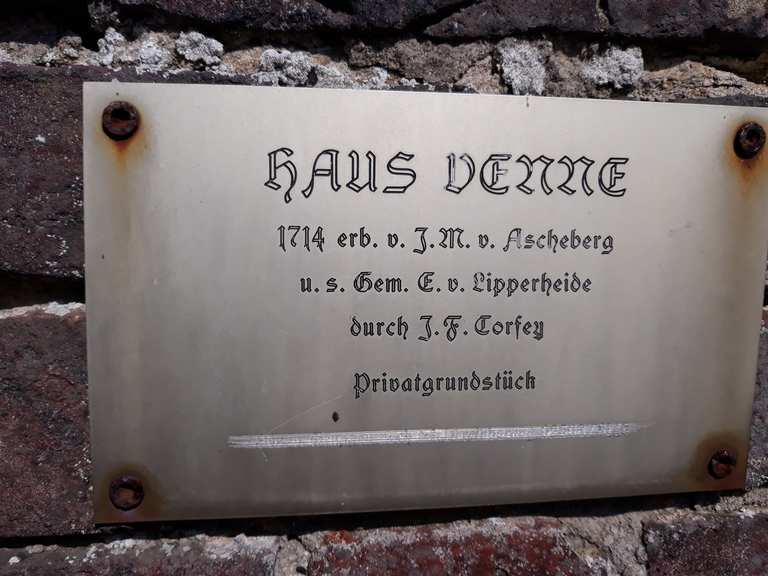 HAUS VENNE
1714 erb. v. J. M. v. Ascheberg
u. s. Gem. E. v. Lipperheide
durch J. F. Corfey
Privatgrundstück